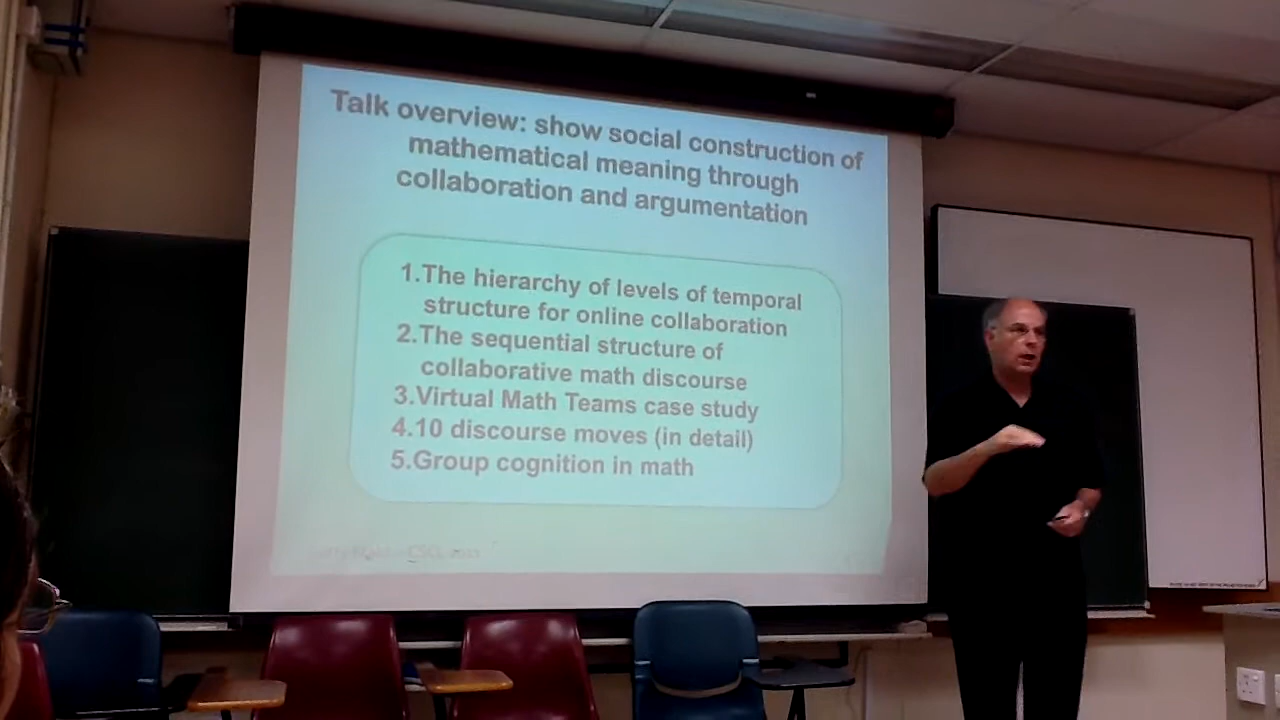 Talk overview: show social construction of
mathematical meaning through
collaboration and argumentation
1.The hierarchy of levels of temporal
structure for online collaboration
2.The sequential structure of
collaborative math discourse
3.Virtual Math Teams case study
4.10 discourse moves (in detail)
5.Group cognition in math
CSCL 2011